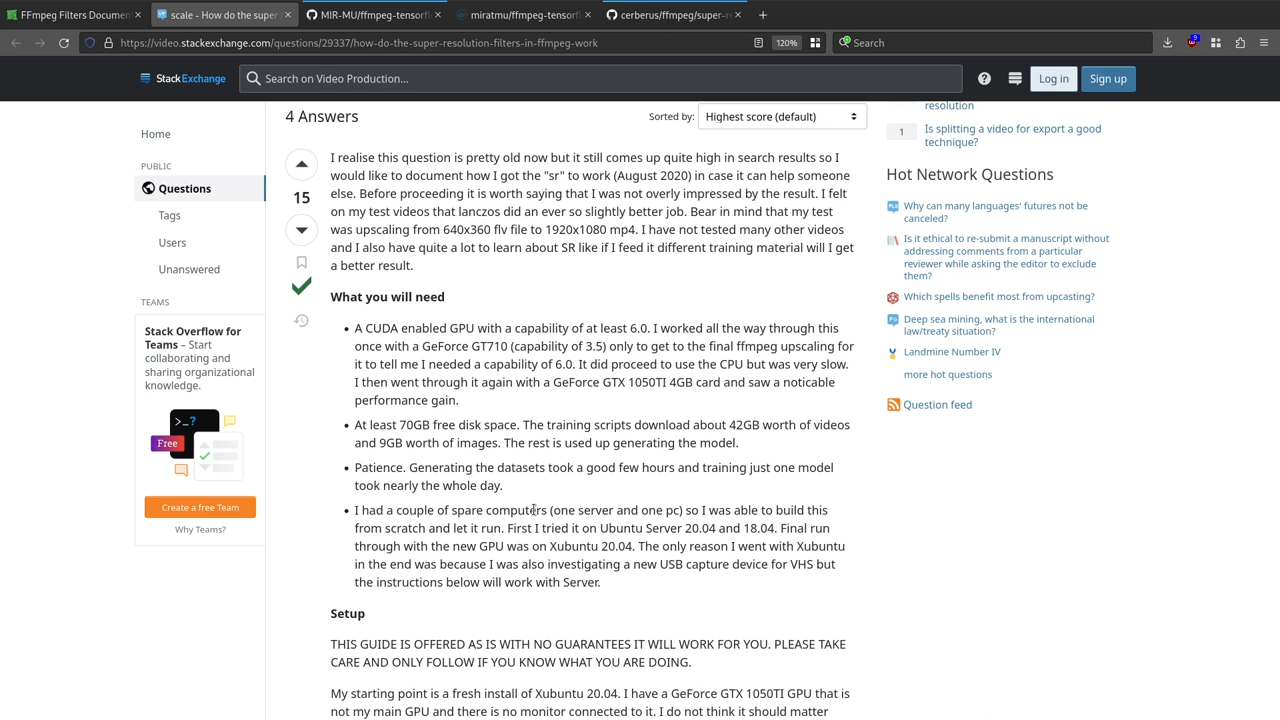 FFmpeg Filters Documen
scale - How do the super
MIR-MU/ffmpeg-tensorfl
miratmu/ffmpeg-tensorfl
cerberus/ffmpeg/super-re
https://video.stackexchange.com/questions/29337/how-do-the-super-resolution-filters-in-ffmpeg-work
120%
Search
StackExchange
Search on Video Production…
Log in
Sign up
Home
PUBLIC
Questions
Tags
Users
Unanswered
TEAMS
Stack Overflow for
Teams – Start
collaborating and
sharing organizational
knowledge.
>_?
Free
Create a free Team
Why Teams?
4 Answers
Sorted by:
Highest score (default)
15
I realise this question is pretty old now but it still comes up quite high in search results so I
would like to document how I got the "sr" to work (August 2020) in case it can help someone
else. Before proceeding it is worth saying that I was not overly impressed by the result. I felt
on my test videos that lanczos did an ever so slightly better job. Bear in mind that my test
was upscaling from 640x360 flv file to 1920x1080 mp4. I have not tested many other videos
and I also have quite a lot to learn about SR like if I feed it different training material will I get
a better result.
What you will need
• A CUDA enabled GPU with a capability of at least 6.0. I worked all the way through this
once with a GeForce GT710 (capability of 3.5) only to get to the final ffmpeg upscaling for
it to tell me I needed a capability of 6.0. It did proceed to use the CPU but was very slow.
I then went through it again with a GeForce GTX 1050TI 4GB card and saw a noticable
performance gain.
• At least 70GB free disk space. The training scripts download about 42GB worth of videos
and 9GB worth of images. The rest is used up generating the model.
• Patience. Generating the datasets took a good few hours and training just one model
took nearly the whole day.
• I had a couple of spare computers (one server and one pc) so I was able to build this
from scratch and let it run. First I tried it on Ubuntu Server 20.04 and 18.04. Final run
through with the new GPU was on Xubuntu 20.04. The only reason I went with Xubuntu
in the end was because I was also investigating a new USB capture device for VHS but
the instructions below will work with Server.
Setup
THIS GUIDE IS OFFERED AS IS WITH NO GUARANTEES IT WILL WORK FOR YOU. PLEASE TAKE
CARE AND ONLY FOLLOW IF YOU KNOW WHAT YOU ARE DOING.
My starting point is a fresh install of Xubuntu 20.04. I have a GeForce GTX 1050TI GPU that is
not my main GPU and there is no monitor connected to it. I do not think it should matter
resolution
1
Is splitting a video for export a good
technique?
Hot Network Questions
Why can many languages' futures not be
canceled?
Is it ethical to re-submit a manuscript without
addressing comments from a particular
reviewer while asking the editor to exclude
them?
Which spells benefit most from upcasting?
Deep sea mining, what is the international
law/treaty situation?
Landmine Number IV
more hot questions
Question feed